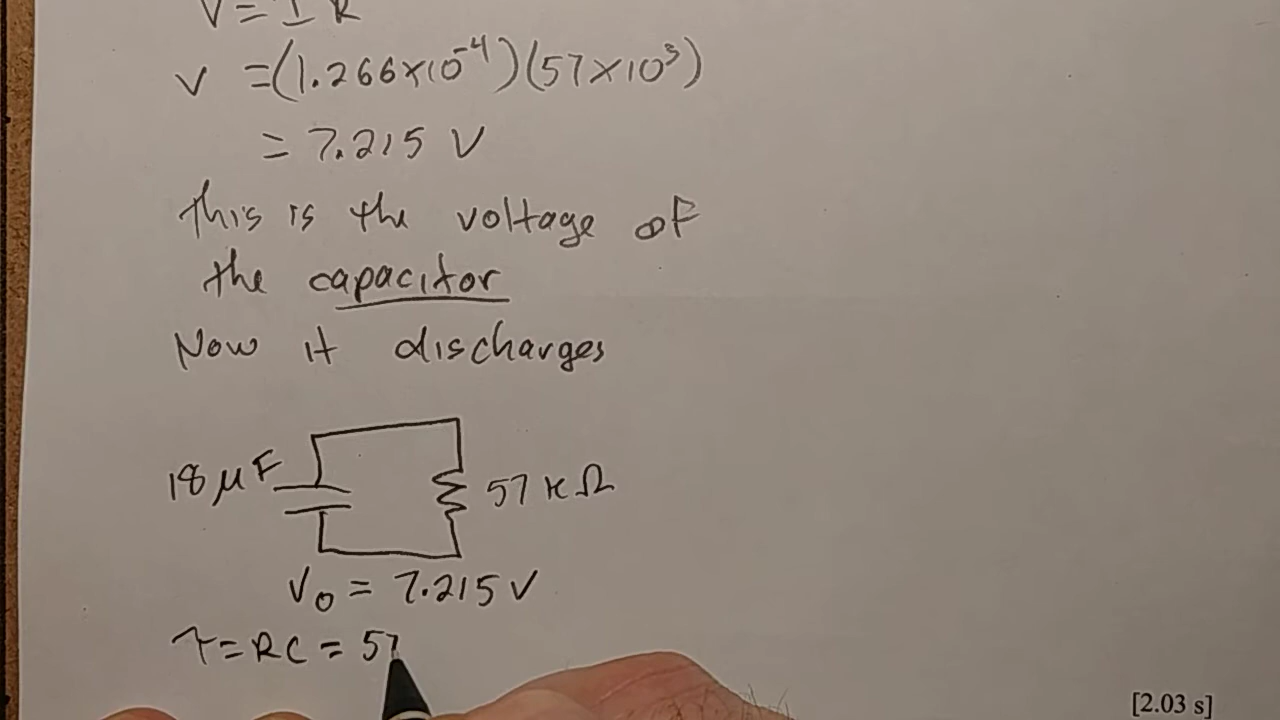 V = I R
V = (1.266×10⁻⁴)(57×10³)
= 7.215 V
This is the voltage of
the capacitor
Now it discharges
18 μF
57 kΩ
V₀ = 7.215 V
τ = RC = 57
[2.03 s]